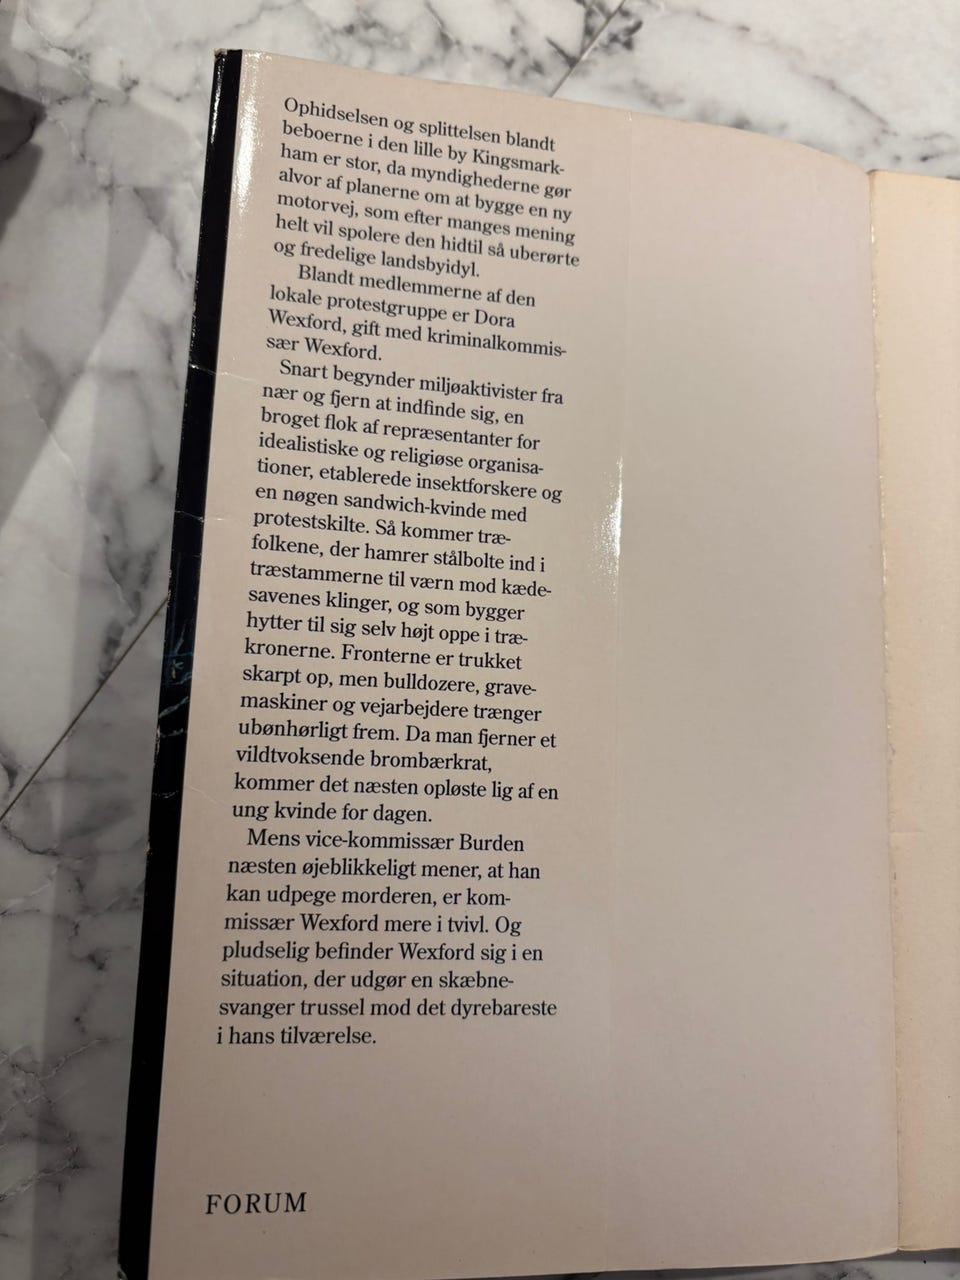 Ophidselsen og splittelsen blandt
beboerne i den lille by Kingsmark-
ham er stor, da myndighederne gør
alvor af planerne om at bygge en ny
motorvej, som efter manges mening
helt vil spolere den hidtil så uberørte
og fredelige landsbyidyl.
Blandt medlemmerne af den
lokale protestgruppe er Dora
Wexford, gift med kriminalkommis-
sær Wexford.
Snart begynder miljøaktivister fra
nær og fjern at indfinde sig, en
broget flok af repræsentanter for
idealistiske og religiøse organisa-
tioner, etablerede insektforskere og
en nøgen sandwich-kvinde med
protestskilte. Så kommer træ-
folkene, der hamrer stålbolte ind i
træstammerne til værn mod kæde-
savenes klinger, og som bygger
hytter til sig selv højt oppe i træ-
kronerne. Fronterne er trukket
skarpt op, men bulldozere, grave-
maskiner og vejarbejdere trænger
ubønhørligt frem. Da man fjerner et
vildtvoksende brombærkrat,
kommer det næsten opløste lig af en
ung kvinde for dagen.
Mens vice-kommissær Burden
næsten øjeblikkeligt mener, at han
kan udpege morderen, er kom-
missær Wexford mere i tvivl. Og
pludselig befinder Wexford sig i en
situation, der udgør en skæbne-
svanger trussel mod det dyrebareste
i hans tilværelse.
FORUM